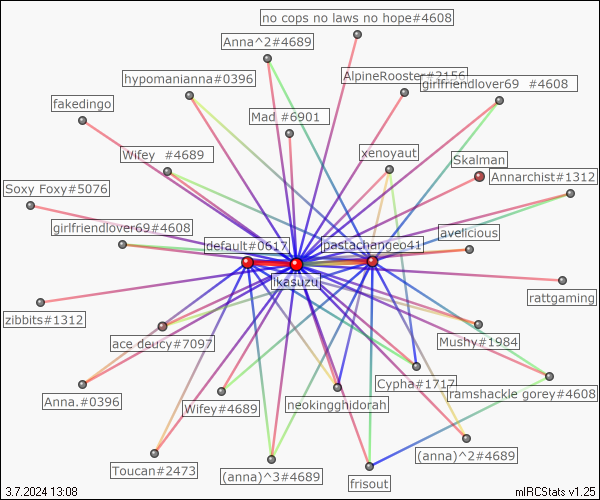 no cops no laws no hope#4608
Anna^2#4689
AlpineRooster#2156
hypomanianna#0396
girlfriendlover69 #4608
fakedingo
Mad #6901
Wifey #4689
xenoyaut
Skalman
Annarchist#1312
Soxy Foxy#5076
girlfriendlover69#4608
avelicious
default#0617
pastachangeo41
ikasuzu
rattgaming
zibbits#1312
ace deucy#7097
Mushy#1984
Cypha#1717
ramshackle gorey#4608
Anna.#0396
Wifey#4689
neokingghidorah
(anna)^2#4689
Toucan#2473
(anna)^3#4689
frisout
3.7.2024 13:08
mIRCStats v1.25